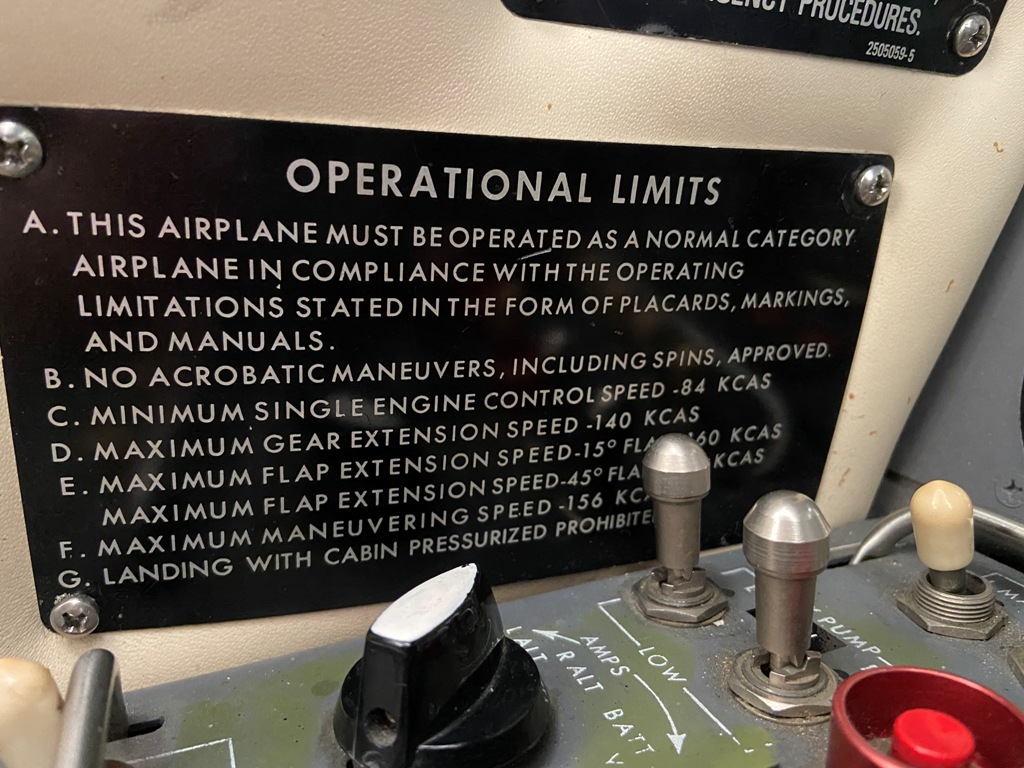 PROCEDURES.
2505059-5
OPERATIONAL LIMITS
A. THIS AIRPLANE MUST BE OPERATED AS A NORMAL CATEGORY
AIRPLANE IN COMPLIANCE WITH THE OPERATING
LIMITATIONS STATED IN THE FORM OF PLACARDS, MARKINGS,
AND MANUALS.
B. NO ACROBATIC MANEUVERS, INCLUDING SPINS, APPROVED.
C. MINIMUM SINGLE ENGINE CONTROL SPEED -84 KCAS
D. MAXIMUM GEAR EXTENSION SPEED -140 KCAS
E. MAXIMUM FLAP EXTENSION SPEED-15° 160 KCAS
MAXIMUM FLAP EXTENSION SPEED-45° KCAS
F. MAXIMUM MANEUVERING SPEED -156
G. LANDING WITH CABIN PRESSURIZED
L ALT
R ALT
AMPS
BATT
LOW
PUMP